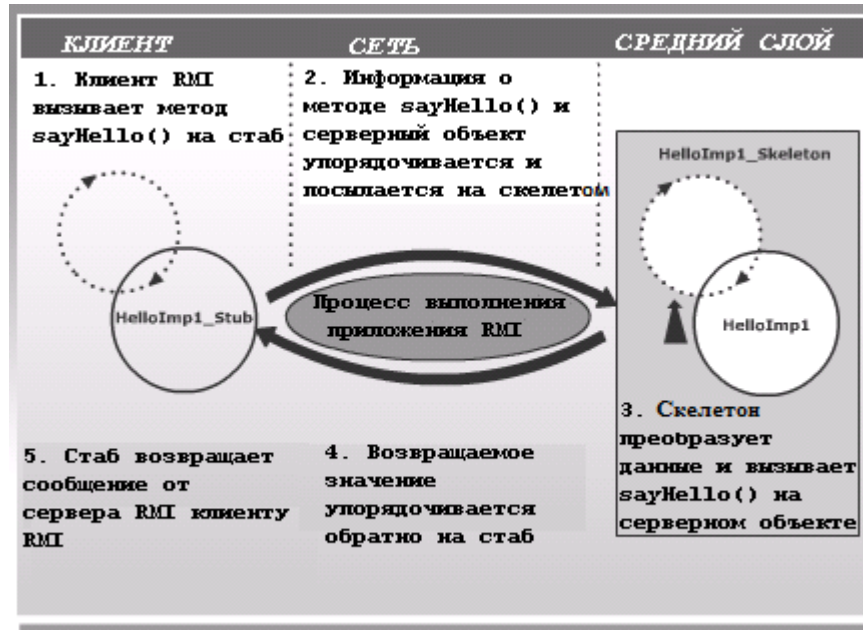 КЛИЕНТ
СЕТЬ
СРЕДНИЙ СЛОЙ
1. Клиент RMI
вызывает метод
sayHello() на стаб
2. Информация о
методе sayHello() и
серверный объект
упорядочивается и
посылается на скелетом
HelloImp1_Skeleton
HelloImp1_Stub
Процесс выполнения
приложения RMI
HelloImp1
3. Скелетон
преобразует
данные и вызывает
sayHello() на
серверном объекте
4. Возвращаемое
значение
упорядочивается
обратно на стаб
5. Стаб возвращает
сообщение от
сервера RMI клиенту
RMI